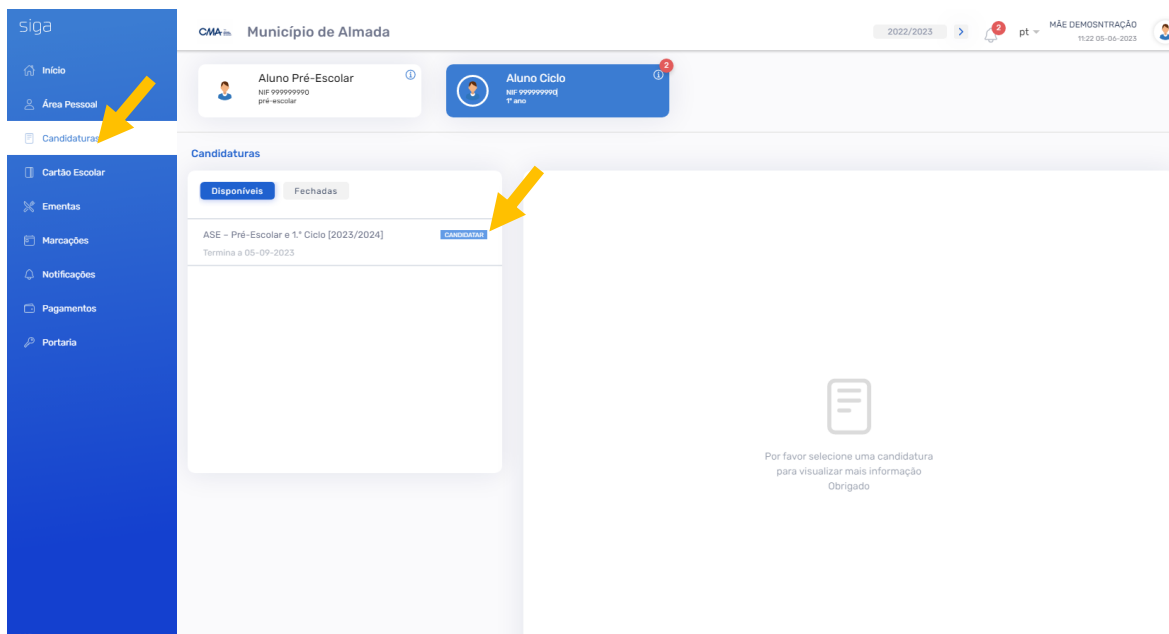 siga
Início
Área Pessoal
Candidaturas
Cartão Escolar
Ementas
Marcações
Notificações
Pagamentos
Portaria
CMA
Município de Almada
2022/2023
2
pt
MÃE DEMOSNTRAÇÃO
11:22 05-06-2023
Aluno Pré-Escolar
NIF 999999990
pré-escolar
Aluno Ciclo
NIF 999999990
1º ano
2
Candidaturas
Disponíveis
Fechadas
ASE – Pré-Escolar e 1.º Ciclo [2023/2024]
CANDIDATAR
Termina a 05-09-2023
Por favor selecione uma candidatura
para visualizar mais informação
Obrigado